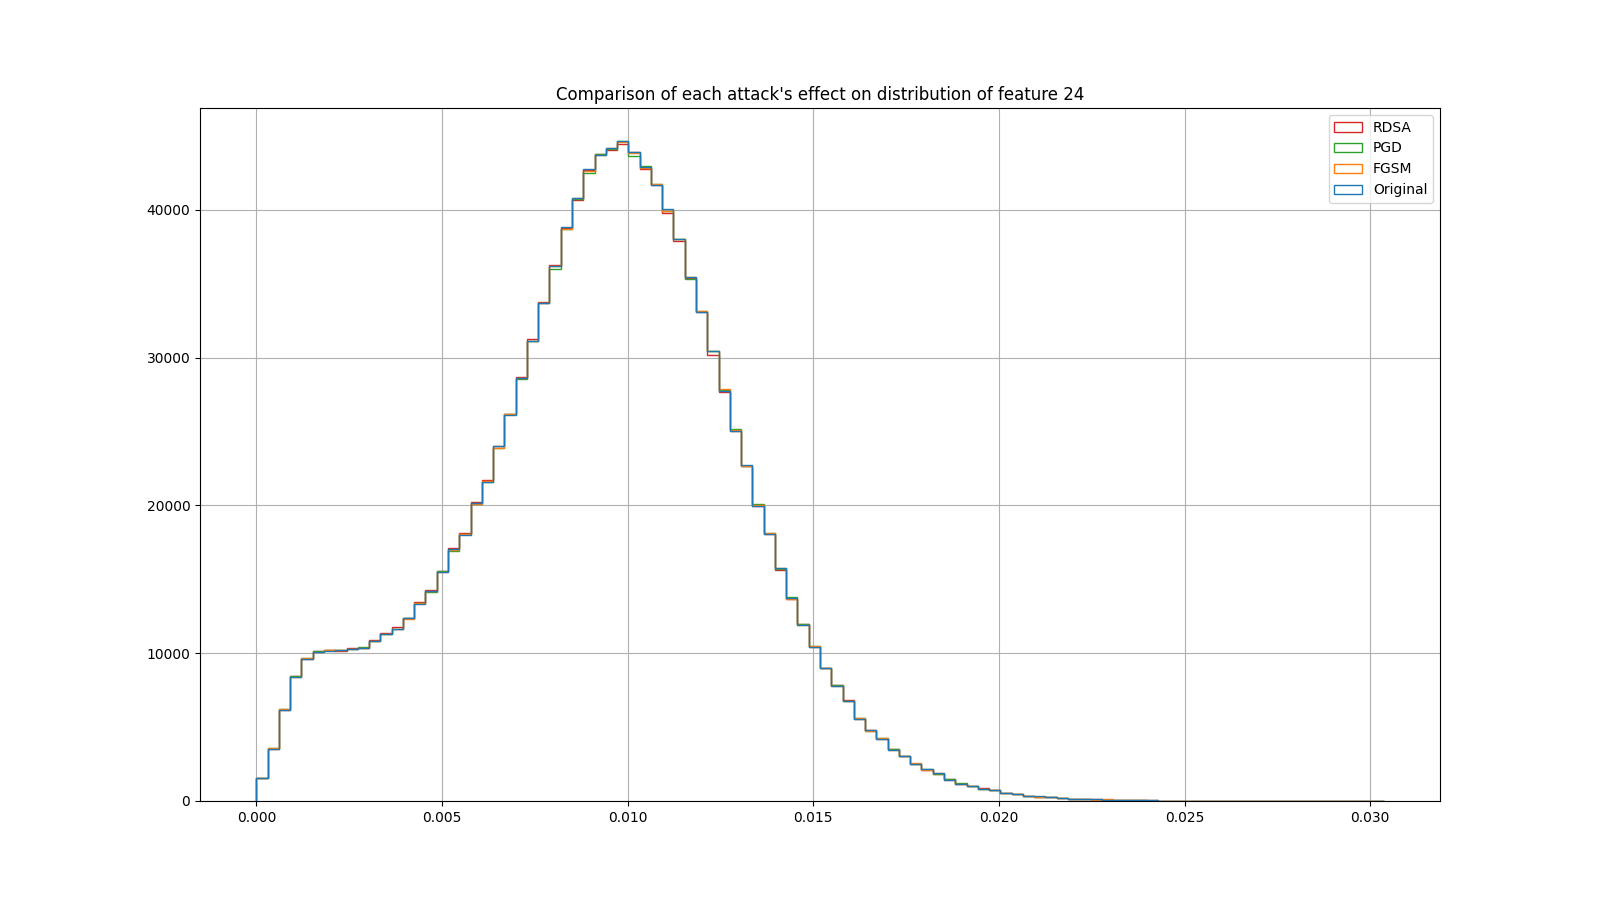 Comparison of each attack's effect on distribution of feature 24
RDSA
PGD
FGSM
Original
40000
30000
20000
10000
0
0.000 0.005 0.010 0.015 0.020 0.025 0.030